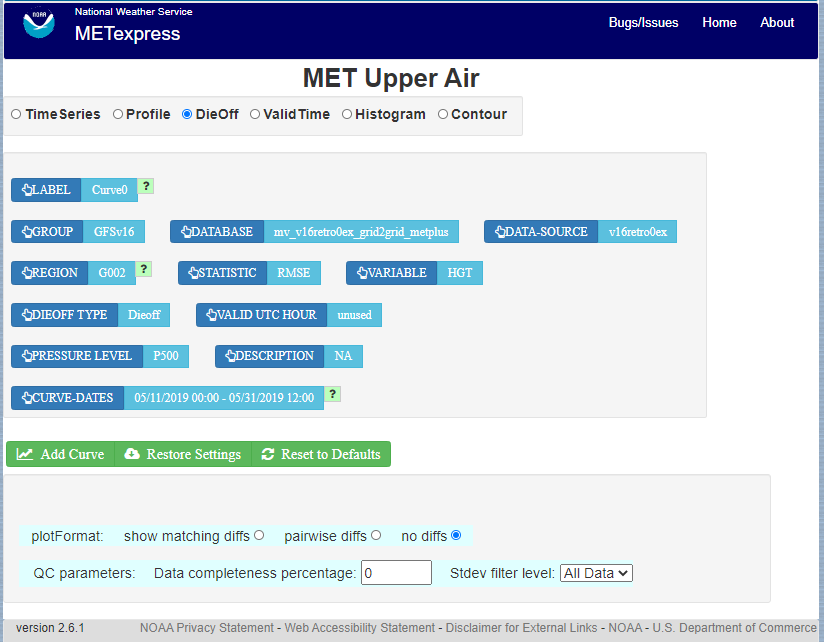 NOAA
National Weather Service
METexpress
Bugs/Issues Home About
MET Upper Air
TimeSeries Profile DieOff ValidTime Histogram Contour
LABEL Curve0 ?
GROUP GFSv16 DATABASE mv_v16retro0ex_grid2grid_metplus DATA-SOURCE v16retro0ex
REGION G002 ? STATISTIC RMSE VARIABLE HGT
DIEOFF TYPE Dieoff VALID UTC HOUR unused
PRESSURE LEVEL P500 DESCRIPTION NA
CURVE-DATES 05/11/2019 00:00 - 05/31/2019 12:00 ?
Add Curve Restore Settings Reset to Defaults
plotFormat: show matching diffs pairwise diffs no diffs
QC parameters: Data completeness percentage: 0 Stdev filter level: All Data
version 2.6.1 NOAA Privacy Statement - Web Accessibility Statement - Disclaimer for External Links - NOAA - U.S. Department of Commerce